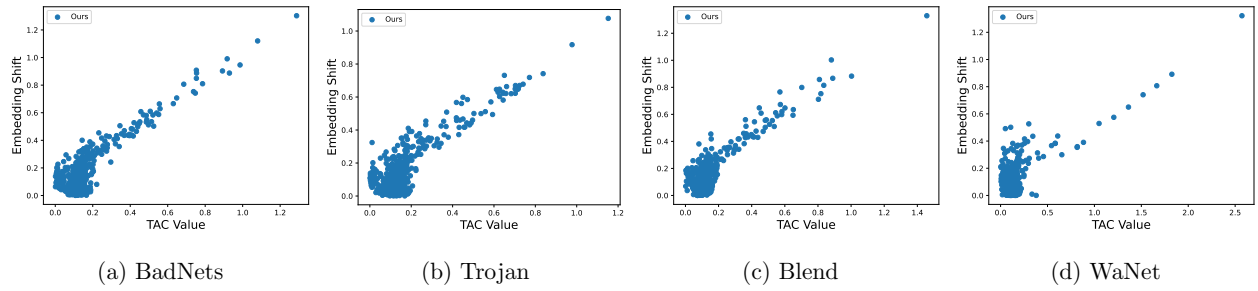 Ours
Embedding Shift
1.2
1.0
0.8
0.6
0.4
0.2
0.0
0.0 0.2 0.4 0.6 0.8 1.0 1.2
TAC Value
(a) BadNets
Ours
Embedding Shift
1.0
0.8
0.6
0.4
0.2
0.0
0.0 0.2 0.4 0.6 0.8 1.0 1.2
TAC Value
(b) Trojan
Ours
Embedding Shift
1.2
1.0
0.8
0.6
0.4
0.2
0.0
0.0 0.2 0.4 0.6 0.8 1.0 1.2 1.4
TAC Value
(c) Blend
Ours
Embedding Shift
1.2
1.0
0.8
0.6
0.4
0.2
0.0
0.0 0.5 1.0 1.5 2.0 2.5
TAC Value
(d) WaNet